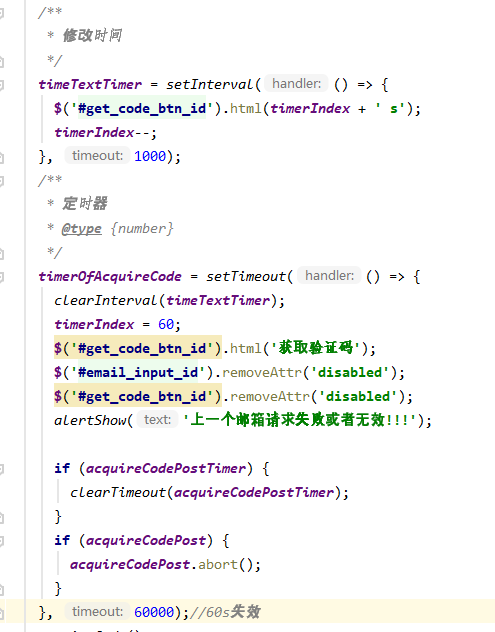 /**
* 修改时间
*/
timeTextTimer = setInterval( handler: () => {
$('#get_code_btn_id').html(timerIndex + ' s');
timerIndex--;
}, timeout: 1000);
/**
* 定时器
* @type {number}
*/
timerOfAcquireCode = setTimeout( handler: () => {
clearInterval(timeTextTimer);
timerIndex = 60;
$('#get_code_btn_id').html('获取验证码');
$('#email_input_id').removeAttr('disabled');
$('#get_code_btn_id').removeAttr('disabled');
alertShow( text: '上一个邮箱请求失败或者无效!!!');
if (acquireCodePostTimer) {
clearTimeout(acquireCodePostTimer);
}
if (acquireCodePost) {
acquireCodePost.abort();
}
}, timeout: 60000);//60s失效